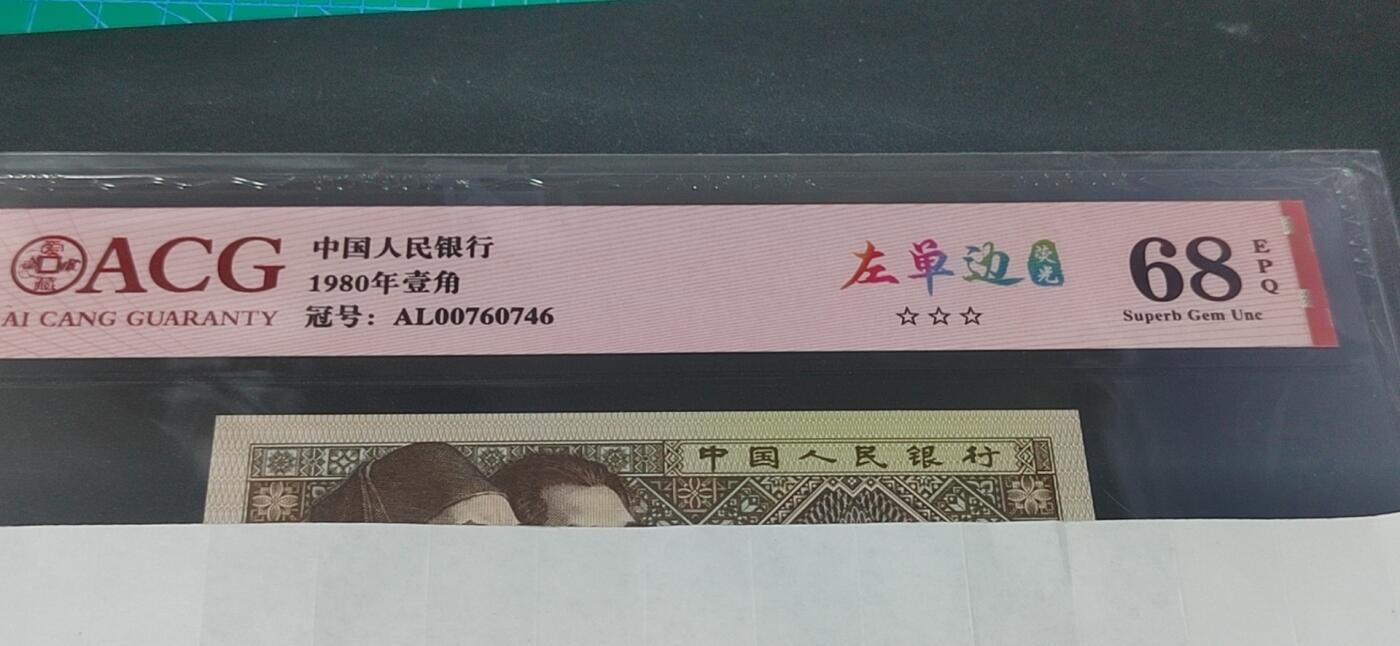 ACG
AI CANG GUARANTY
中国人民银行
1980年壹角
冠号：AL00760746
左单边
荧光
☆☆☆
68
EPQ
Superb Gem Unc
中国人民银行